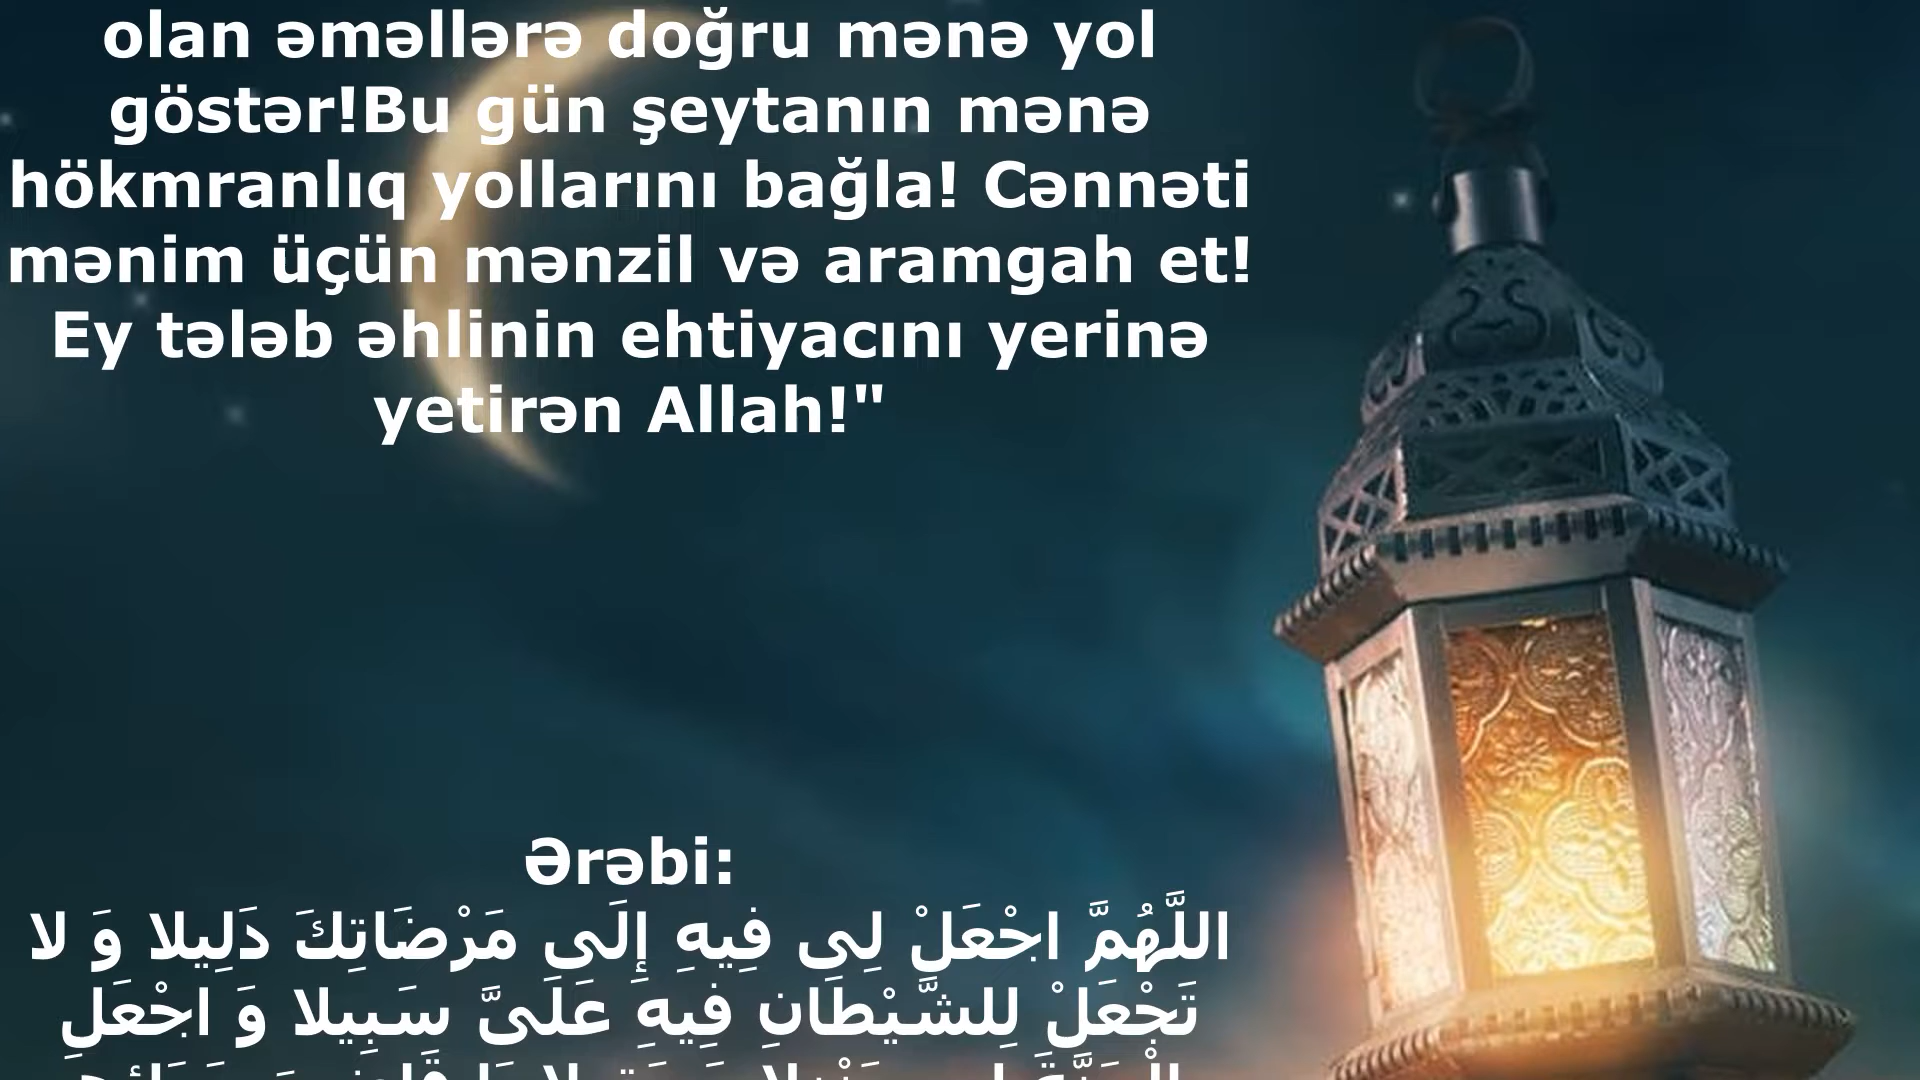 olan əməllərə doğru mənə yol
göstər!Bu gün şeytanın mənə
hökmranlıq yollarını bağla! Cənnəti
mənim üçün mənzil və aramgah et!
Ey tələb əhlinin ehtiyacını yerinə
yetirən Allah!"
Ərəbi:
اللَّهُمَّ اجْعَلْ لِی فِیهِ إِلَی مَرْضَاتِكَ دَلِیلا وَ لا
تَجْعَلْ لِلشَّیْطَانِ فِیهِ عَلَیَّ سَبِیلا وَ اجْعَلِ